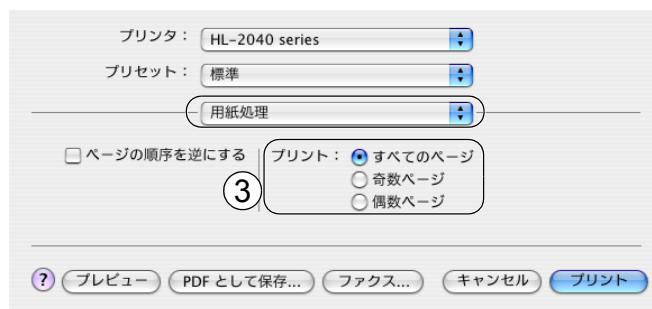 プリンタ： HL-2040 series
プリセット： 標準
用紙処理
ページの順序を逆にする プリント： すべてのページ
奇数ページ
偶数ページ
3
? プレビュー PDF として保存... ファクス... キャンセル プリント